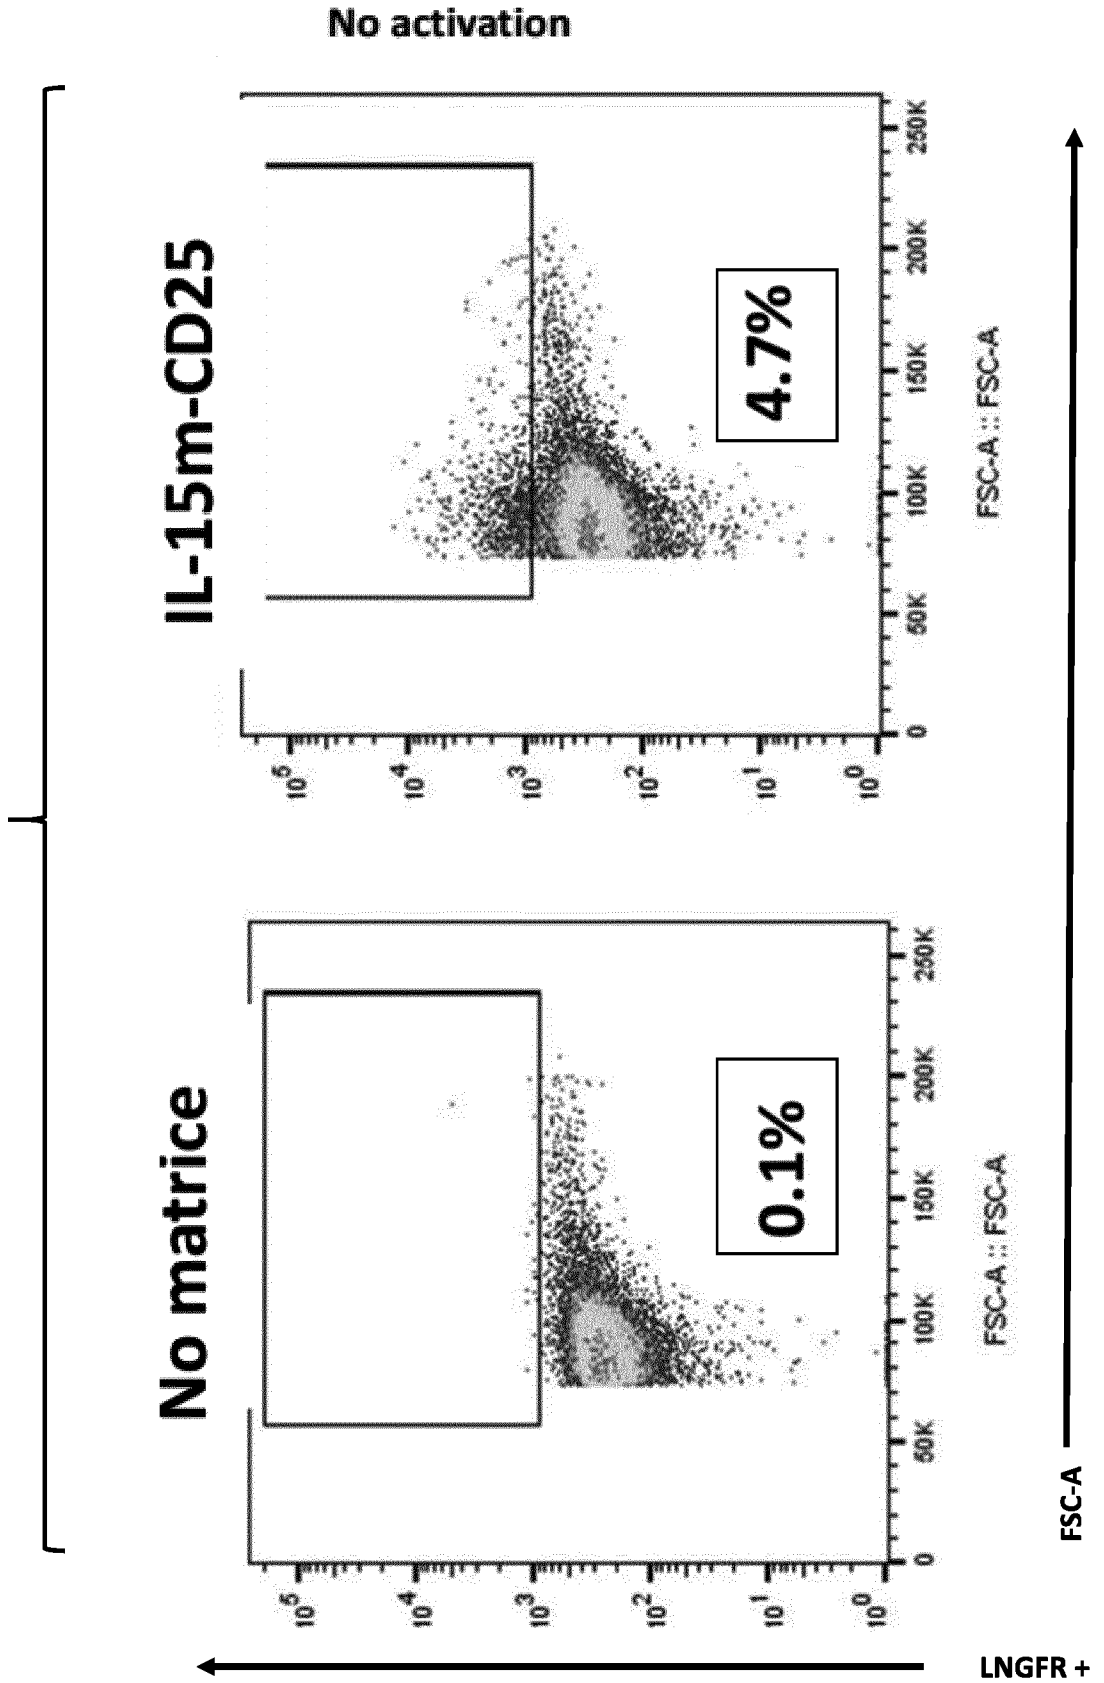 No activation
No matrice
IL-15m-CD25
10^5
10^4
10^3
10^2
10^1
10^0
0
50K
100K
150K
200K
250K
FSC-A :: FSC-A
0.1%
10^5
10^4
10^3
10^2
10^1
10^0
0
50K
100K
150K
200K
250K
FSC-A :: FSC-A
4.7%
LNGFR +
FSC-A